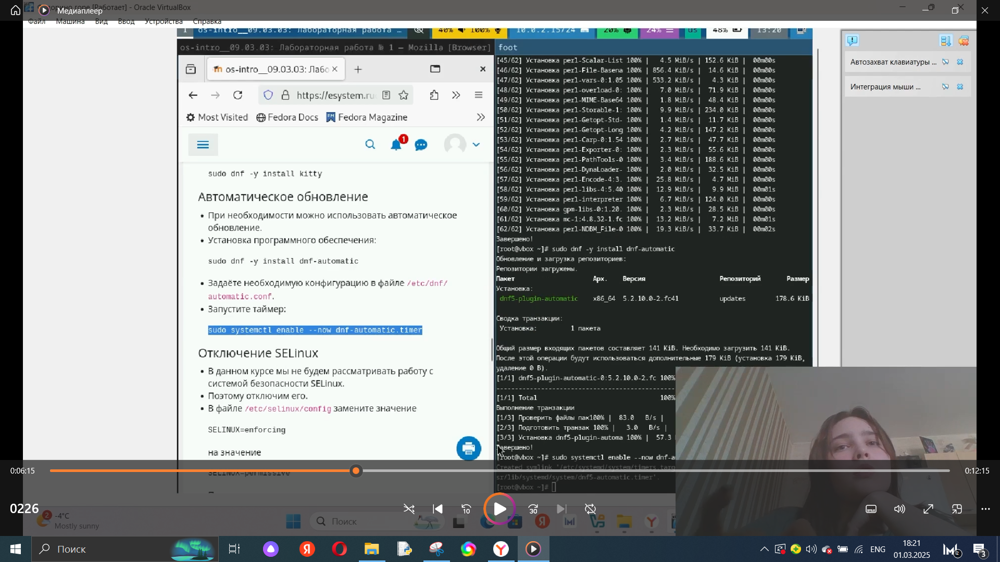 [Работает] - Oracle VirtualBox
Медиаплеер
Файл Машина Вид Ввод Устройства Справка
1 os-intro__09.03.03: Лабораторная работа … 40% 100% 10.0.2.15/24 20% 24% us 48% 13:20
os-intro__09.03.03: Лабораторная работа № 1 — Mozilla [Browser]
os-intro__09.03.03: Лабо
https://esystem.ru
Most Visited Fedora Docs Fedora Magazine
1
sudo dnf -y install kitty
Автоматическое обновление
• При необходимости можно использовать автоматическое
обновление.
• Установка программного обеспечения:
sudo dnf -y install dnf-automatic
• Задаёте необходимую конфигурацию в файле /etc/dnf/
automatic.conf.
• Запустите таймер:
sudo systemctl enable --now dnf-automatic.timer
Отключение SELinux
• В данном курсе мы не будем рассматривать работу с
системой безопасности SELinux.
• Поэтому отключим его.
• В файле /etc/selinux/config замените значение
SELINUX=enforcing
на значение
SELINUX=permissive
foot
[45/62] Установка perl-Scalar-List 100% | 4.5 MiB/s | 152.6 KiB | 00m00s
[46/62] Установка perl-File-Basena 100% | 856.4 KiB/s | 14.6 KiB | 00m00s
[47/62] Установка perl-vars-0:1.05 100% | 533.2 KiB/s | 4.3 KiB | 00m00s
[48/62] Установка perl-overload-0: 100% | 7.0 MiB/s | 71.9 KiB | 00m00s
[49/62] Установка perl-MIME-Base64 100% | 1.8 MiB/s | 48.4 KiB | 00m00s
[50/62] Установка perl-Storable-1: 100% | 9.9 MiB/s | 234.0 KiB | 00m00s
[51/62] Установка perl-Getopt-Std- 100% | 1.4 MiB/s | 11.7 KiB | 00m00s
[52/62] Установка perl-Getopt-Long 100% | 4.2 MiB/s | 147.2 KiB | 00m00s
[53/62] Установка perl-Carp-0:1.54 100% | 2.7 MiB/s | 47.7 KiB | 00m00s
[54/62] Установка perl-Exporter-0: 100% | 2.3 MiB/s | 55.6 KiB | 00m00s
[55/62] Установка perl-PathTools-0 100% | 3.4 MiB/s | 188.6 KiB | 00m00s
[56/62] Установка perl-DynaLoader- 100% | 2.0 MiB/s | 32.5 KiB | 00m00s
[57/62] Установка perl-Encode-4:3. 100% | 25.8 MiB/s | 4.7 MiB | 00m00s
[58/62] Установка perl-libs-4:5.40 100% | 12.9 MiB/s | 9.9 MiB | 00m01s
[59/62] Установка perl-interpreter 100% | 6.7 MiB/s | 124.0 KiB | 00m00s
[60/62] Установка gpm-libs-0:1.20. 100% | 2.3 MiB/s | 28.5 KiB | 00m00s
[61/62] Установка mc-1:4.8.32-1.fc 100% | 13.2 MiB/s | 7.2 MiB | 00m01s
[62/62] Установка perl-NDBM_File-0 100% | 19.3 KiB/s | 33.7 KiB | 00m02s
Завершено!
[root@vbox ~]# sudo dnf -y install dnf-automatic
Обновление и загрузка репозиториев:
Репозитории загружены.
Пакет Арх. Версия Репозиторий Размер
Установка:
dnf5-plugin-automatic x86_64 5.2.10.0-2.fc41 updates 178.6 KiB
Сводка транзакции:
Установка: 1 пакета
Общий размер входящих пакетов составляет 141 KiB. Необходимо загрузить 141 KiB.
После этой операции будут использоваться дополнительные 179 KiB (установка 179 KiB,
удаление 0 B).
[1/1] dnf5-plugin-automatic-0:5.2.10.0-2.fc 100%
[1/1] Total 100%
Выполнение транзакции
[1/3] Проверить файлы пак100% | 83.0 B/s |
[2/3] Подготовить транзак 100% | 3.0 B/s |
[3/3] Установка dnf5-plugin-automa 100% | 57.3
Завершено!
[root@vbox ~]# sudo systemctl enable --now dnf-a
Created symlink '/etc/systemd/system/timers.targ
sr/lib/systemd/system/dnf-automatic.timer'.
[root@vbox ~]#
Автозахват клавиатуры ...
Интеграция мыши ...
0:06:15
0:12:15
0226
10
30
2
-4°C
Mostly sunny
Поиск
Поиск
ENG
18:21
01.03.2025
2
3